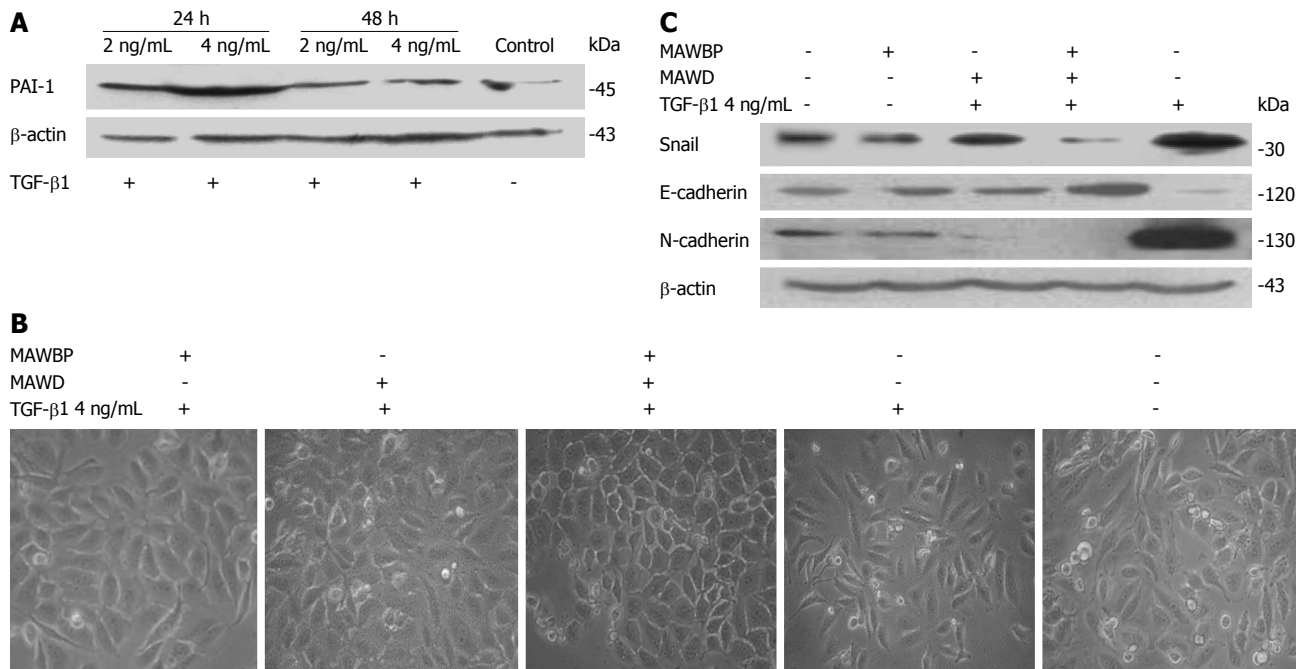 A
24 h 48 h
2 ng/mL 4 ng/mL 2 ng/mL 4 ng/mL Control kDa
PAI-1 -45
β-actin -43
TGF-β1 + + + + -
C
MAWBP - + - + -
MAWD - - + + -
TGF-β1 4 ng/mL - - + + + kDa
Snail -30
E-cadherin -120
N-cadherin -130
β-actin -43
B
MAWBP + - + - -
MAWD - + + - -
TGF-β1 4 ng/mL + + + + -